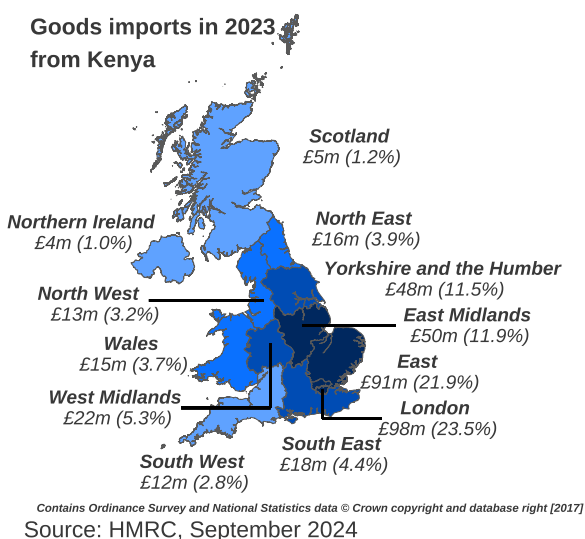 Goods imports in 2023
from Kenya
Scotland
£5m (1.2%)
Northern Ireland
£4m (1.0%)
North East
£16m (3.9%)
Yorkshire and the Humber
£48m (11.5%)
North West
£13m (3.2%)
East Midlands
£50m (11.9%)
Wales
£15m (3.7%)
East
£91m (21.9%)
West Midlands
£22m (5.3%)
London
£98m (23.5%)
South East
£18m (4.4%)
South West
£12m (2.8%)
Contains Ordinance Survey and National Statistics data © Crown copyright and database right [2017]
Source: HMRC, September 2024